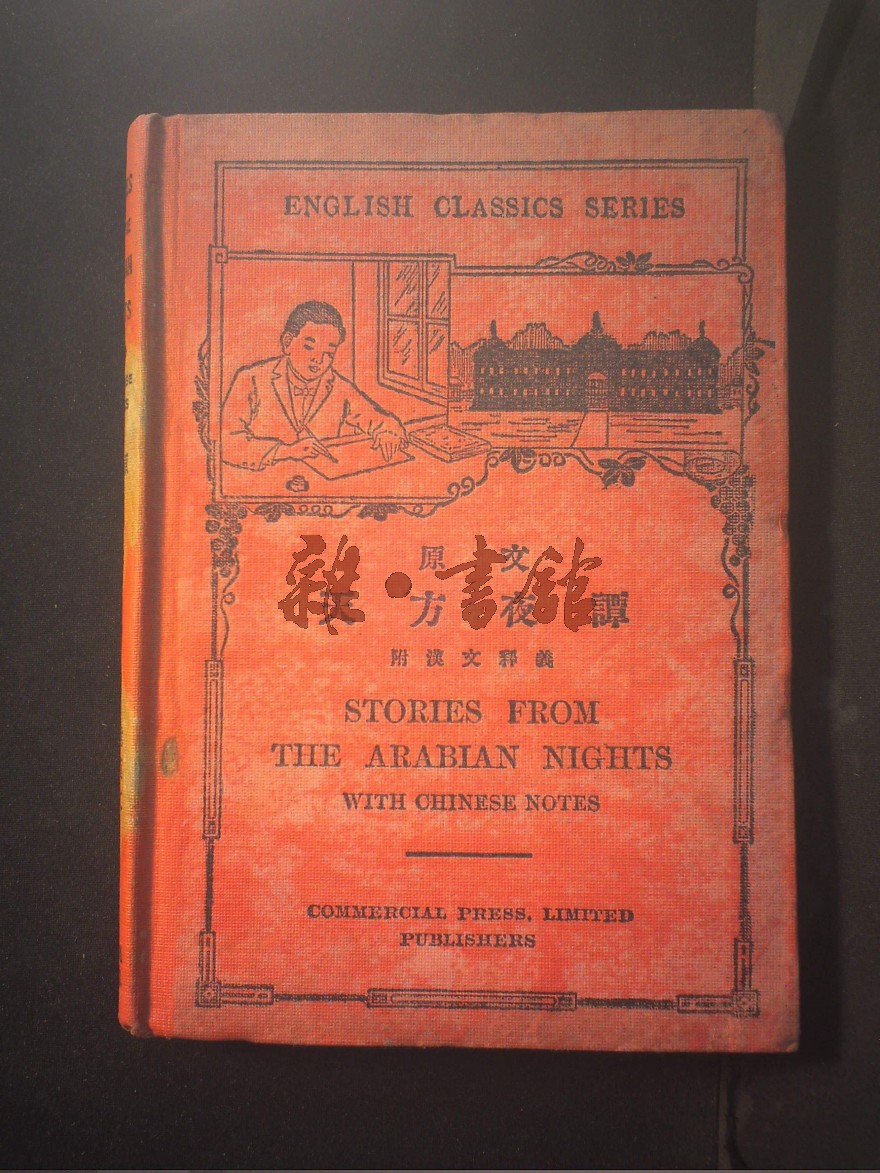 ENGLISH CLASSICS SERIES
原文
天方夜譚
雜·書館
附漢文釋義
STORIES FROM
THE ARABIAN NIGHTS
WITH CHINESE NOTES
COMMERCIAL PRESS, LIMITED
PUBLISHERS